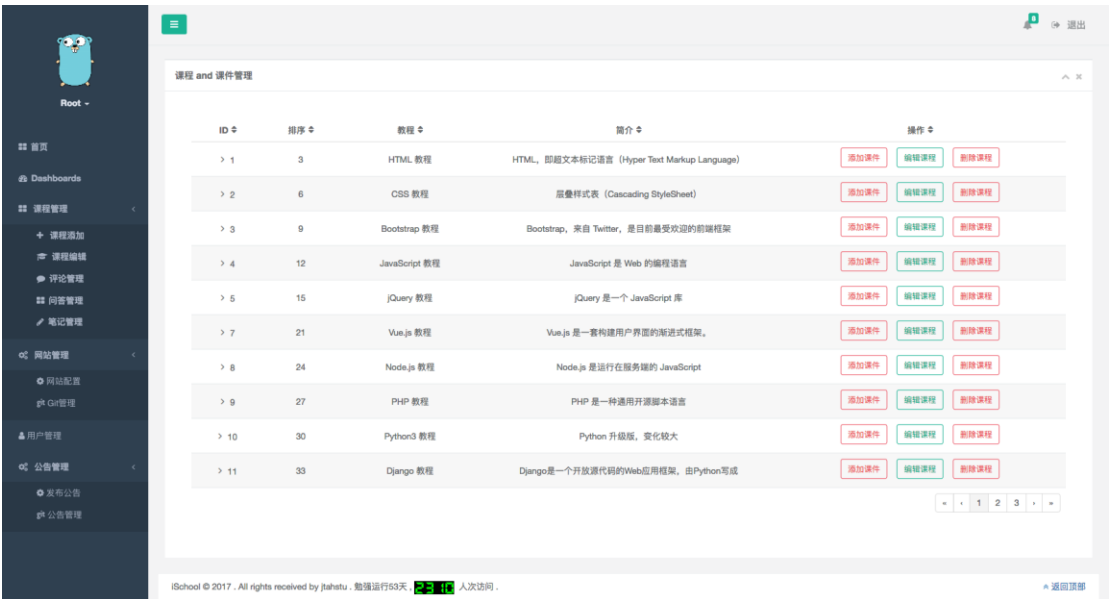 8
退出
Root
首页
Dashboards
课程管理
课程添加
课程编辑
评论管理
问答管理
笔记管理
网站管理
网站配置
Git管理
用户管理
公告管理
发布公告
公告管理
课程 and 课件管理
ID 排序 教程 简介 操作
1 3 HTML 教程 HTML，即超文本标记语言（Hyper Text Markup Language） 添加课件 编辑课程 删除课程
2 6 CSS 教程 层叠样式表（Cascading StyleSheet） 添加课件 编辑课程 删除课程
3 9 Bootstrap 教程 Bootstrap，来自 Twitter，是目前最受欢迎的前端框架 添加课件 编辑课程 删除课程
4 12 JavaScript 教程 JavaScript 是 Web 的编程语言 添加课件 编辑课程 删除课程
5 15 jQuery 教程 jQuery 是一个 JavaScript 库 添加课件 编辑课程 删除课程
7 21 Vue.js 教程 Vue.js 是一套构建用户界面的渐进式框架。 添加课件 编辑课程 删除课程
8 24 Node.js 教程 Node.js 是运行在服务端的 JavaScript 添加课件 编辑课程 删除课程
9 27 PHP 教程 PHP 是一种通用开源脚本语言 添加课件 编辑课程 删除课程
10 30 Python3 教程 Python 升级版，变化较大 添加课件 编辑课程 删除课程
11 33 Django 教程 Django是一个开放源代码的Web应用框架，由Python写成 添加课件 编辑课程 删除课程
« ‹ 1 2 3 › »
iSchool © 2017 . All rights received by jtahstu . 勉强运行53天 , 2310 人次访问 .
返回顶部